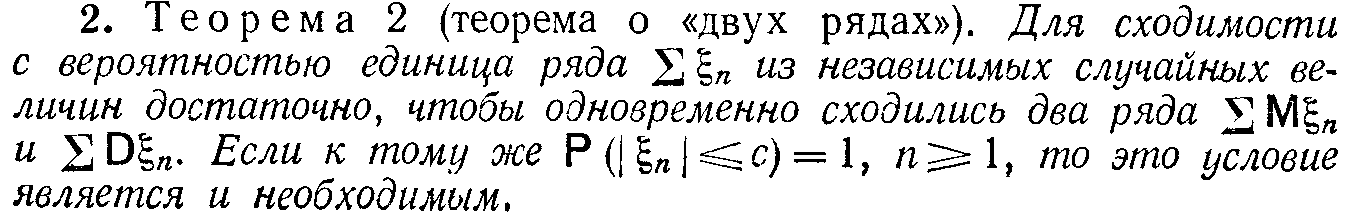 2. Теорема 2 (теорема о «двух рядах»). Для сходимости
с вероятностью единица ряда ∑ ξₙ из независимых случайных ве-
личин достаточно, чтобы одновременно сходились два ряда ∑ Mξₙ
и ∑ Dξₙ. Если к тому же P (| ξₙ | ⩽ c) = 1, n ⩾ 1, то это условие
является и необходимым.